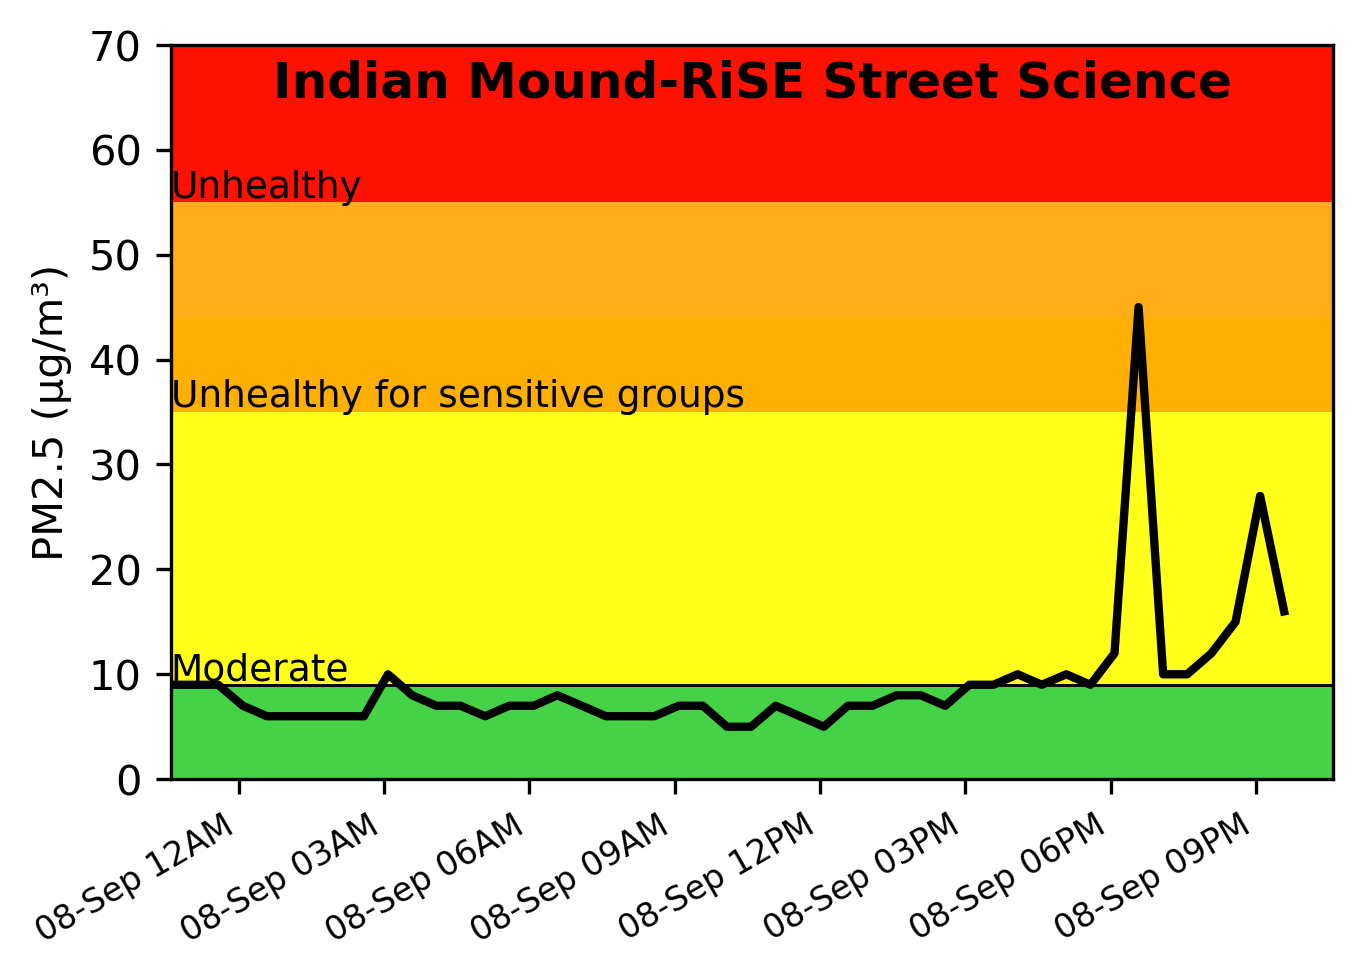 Indian Mound-RiSE Street Science
PM2.5 (µg/m³)
70
60
50
40
30
20
10
0
Unhealthy
Unhealthy for sensitive groups
Moderate
08-Sep 12AM
08-Sep 03AM
08-Sep 06AM
08-Sep 09AM
08-Sep 12PM
08-Sep 03PM
08-Sep 06PM
08-Sep 09PM